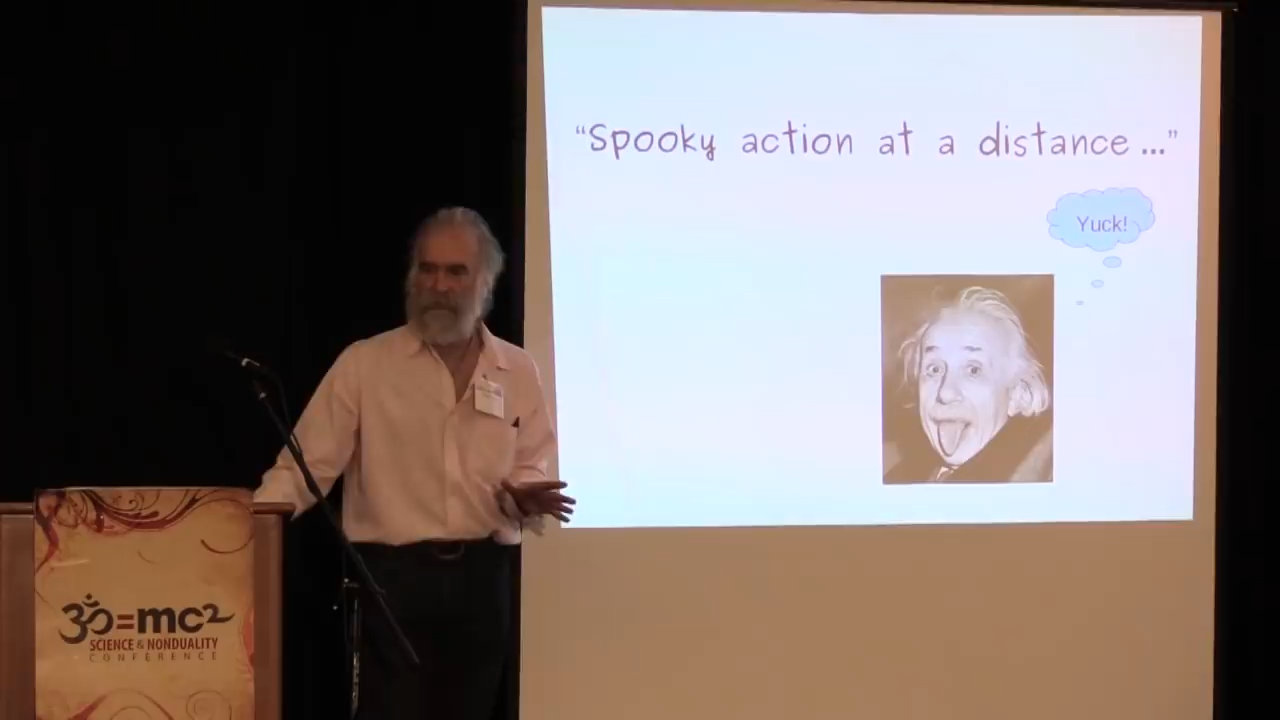 “Spooky action at a distance ...”
Yuck!
ॐ=mc2
SCIENCE & NONDUALITY
CONFERENCE